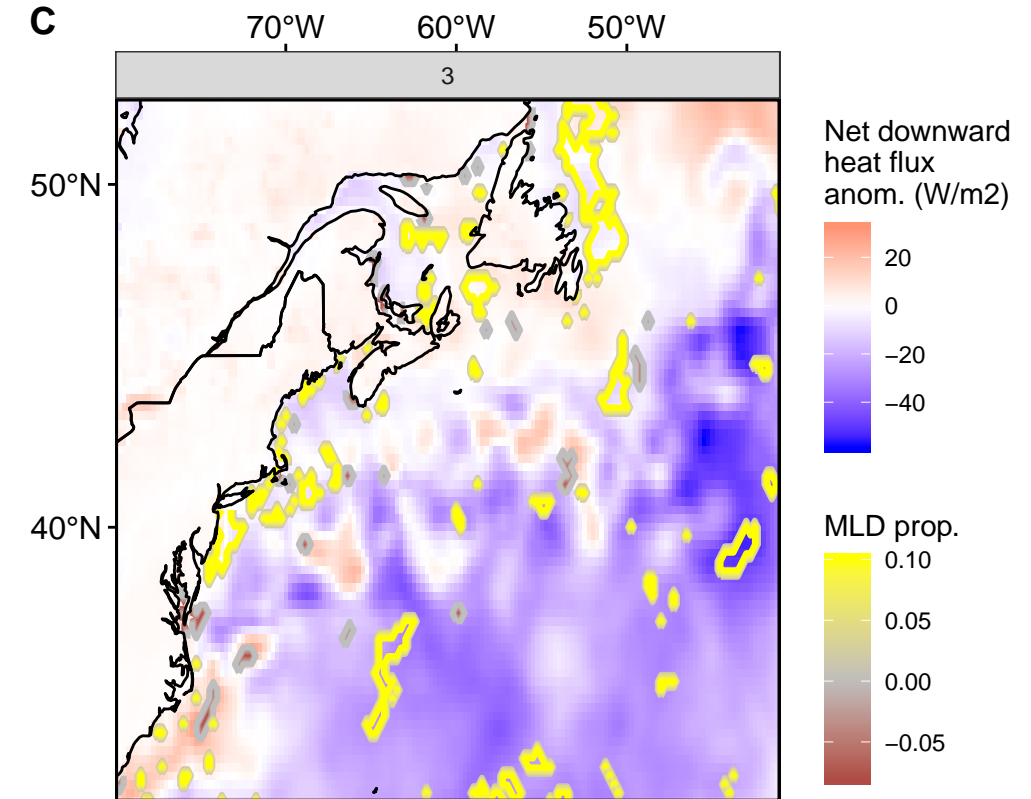 C
70°W 60°W 50°W
3
50°N
40°N
Net downward
heat flux
anom. (W/m2)
20
0
−20
−40
MLD prop.
0.10
0.05
0.00
−0.05